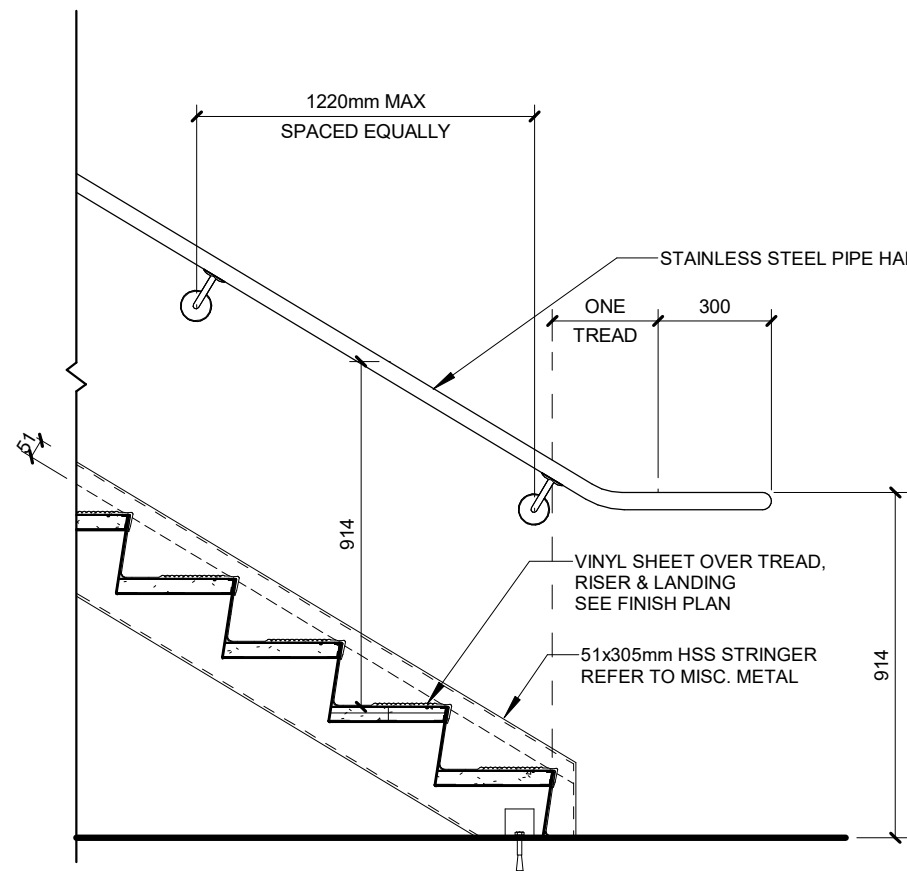 1220mm MAX
SPACED EQUALLY
STAINLESS STEEL PIPE
ONE
TREAD
300
51
914
VINYL SHEET OVER TREAD,
RISER & LANDING
SEE FINISH PLAN
51x305mm HSS STRINGER
REFER TO MISC. METAL
914